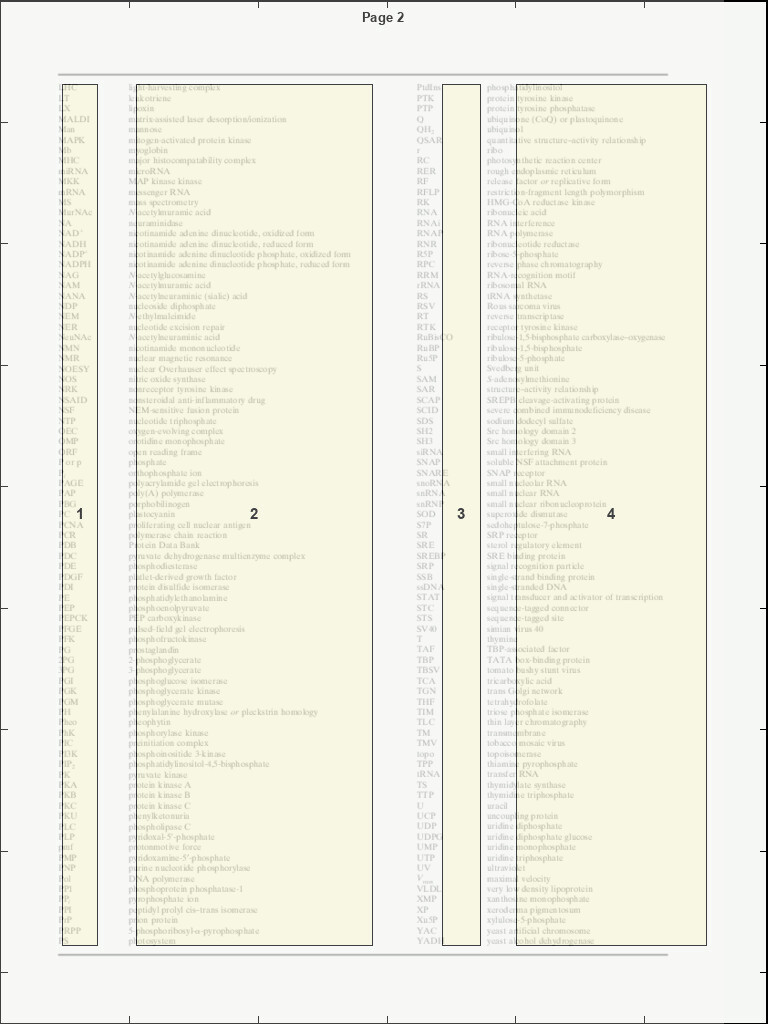 Page 2
LHC light-harvesting complex
LT leukotriene
LX lipoxin
MALDI matrix-assisted laser desorption/ionization
Man mannose
MAPK mitogen-activated protein kinase
Mb myoglobin
MHC major histocompatability complex
miRNA microRNA
MKK MAP kinase kinase
mRNA messenger RNA
MS mass spectrometry
MurNAc N-acetylmuramic acid
NA neuraminidase
NAD⁺ nicotinamide adenine dinucleotide, oxidized form
NADH nicotinamide adenine dinucleotide, reduced form
NADP⁺ nicotinamide adenine dinucleotide phosphate, oxidized form
NADPH nicotinamide adenine dinucleotide phosphate, reduced form
NAG N-acetylglucosamine
NAM N-acetylmuramic acid
NANA N-acetylneuraminic (sialic) acid
NDP nucleoside diphosphate
NEM N-ethylmaleimide
NER nucleotide excision repair
NeuNAc N-acetylneuraminic acid
NMN nicotinamide mononucleotide
NMR nuclear magnetic resonance
NOESY nuclear Overhauser effect spectroscopy
NOS nitric oxide synthase
NRK nonreceptor tyrosine kinase
NSAID nonsteroidal anti-inflammatory drug
NSF NEM-sensitive fusion protein
NTP nucleotide triphosphate
OEC oxygen-evolving complex
OMP orotidine monophosphate
ORF open reading frame
P or p phosphate
Pᵢ orthophosphate ion
PAGE polyacrylamide gel electrophoresis
PAP poly(A) polymerase
PBG porphobilinogen
PC plastocyanin
PCNA proliferating cell nuclear antigen
PCR polymerase chain reaction
PDB Protein Data Bank
PDC pyruvate dehydrogenase multienzyme complex
PDE phosphodiesterase
PDGF platelet-derived growth factor
PDI protein disulfide isomerase
PE phosphatidylethanolamine
PEP phosphoenolpyruvate
PEPCK PEP carboxykinase
PFGE pulsed-field gel electrophoresis
PFK phosphofructokinase
PG prostaglandin
2PG 2-phosphoglycerate
3PG 3-phosphoglycerate
PGI phosphoglucose isomerase
PGK phosphoglycerate kinase
PGM phosphoglycerate mutase
PH phenylalanine hydroxylase or pleckstrin homology
Pheo pheophytin
PhK phosphorylase kinase
PIC preinitiation complex
PI3K phosphoinositide 3-kinase
PIP₂ phosphatidylinositol-4,5-bisphosphate
PK pyruvate kinase
PKA protein kinase A
PKB protein kinase B
PKC protein kinase C
PKU phenylketonuria
PLC phospholipase C
PLP pyridoxal-5′-phosphate
pmf protonmotive force
PMP pyridoxamine-5′-phosphate
PNP purine nucleotide phosphorylase
Pol DNA polymerase
PP1 phosphoprotein phosphatase-1
PPᵢ pyrophosphate ion
PPI peptidyl prolyl cis–trans isomerase
PrP prion protein
PRPP 5-phosphoribosyl-α-pyrophosphate
PS photosystem
PtdIns phosphatidylinositol
PTK protein tyrosine kinase
PTP protein tyrosine phosphatase
Q ubiquinone (CoQ) or plastoquinone
QH₂ ubiquinol
QSAR quantitative structure–activity relationship
r ribo
RC photosynthetic reaction center
RER rough endoplasmic reticulum
RF release factor or replicative form
RFLP restriction-fragment length polymorphism
RK HMG-CoA reductase kinase
RNA ribonucleic acid
RNAi RNA interference
RNAP RNA polymerase
RNR ribonucleotide reductase
R5P ribose-5-phosphate
RPC reverse phase chromatography
RRM RNA-recognition motif
rRNA ribosomal RNA
RS tRNA synthetase
RSV Rous sarcoma virus
RT reverse transcriptase
RTK receptor tyrosine kinase
RuBisCO ribulose-1,5-bisphosphate carboxylase-oxygenase
RuBP ribulose-1,5-bisphosphate
Ru5P ribulose-5-phosphate
S Svedberg unit
SAM S-adenosylmethionine
SAR structure–activity relationship
SCAP SREPB cleavage-activating protein
SCID severe combined immunodeficiency disease
SDS sodium dodecyl sulfate
SH2 Src homology domain 2
SH3 Src homology domain 3
siRNA small interfering RNA
SNAP soluble NSF attachment protein
SNARE SNAP receptor
snoRNA small nucleolar RNA
snRNA small nuclear RNA
snRNP small nuclear ribonucleoprotein
SOD superoxide dismutase
S7P sedoheptulose-7-phosphate
SR SRP receptor
SRE sterol regulatory element
SREBP SRE binding protein
SRP signal recognition particle
SSB single-strand binding protein
ssDNA single-stranded DNA
STAT signal transducer and activator of transcription
STC sequence-tagged connector
STS sequence-tagged site
SV40 simian virus 40
T thymine
TAF TBP-associated factor
TBP TATA box-binding protein
TBSV tomato bushy stunt virus
TCA tricarboxylic acid
TGN trans Golgi network
THF tetrahydrofolate
TIM triose phosphate isomerase
TLC thin layer chromatography
TM transmembrane
TMV tobacco mosaic virus
topo topoisomerase
TPP thiamine pyrophosphate
tRNA transfer RNA
TS thymidylate synthase
TTP thymidine triphosphate
U uracil
UCP uncoupling protein
UDP uridine diphosphate
UDPG uridine diphosphate glucose
UMP uridine monophosphate
UTP uridine triphosphate
UV ultraviolet
Vmax maximal velocity
VLDL very low density lipoprotein
XMP xanthosine monophosphate
XP xeroderma pigmentosum
Xu5P xylulose-5-phosphate
YAC yeast artificial chromosome
YADH yeast alcohol dehydrogenase
1 2 3 4